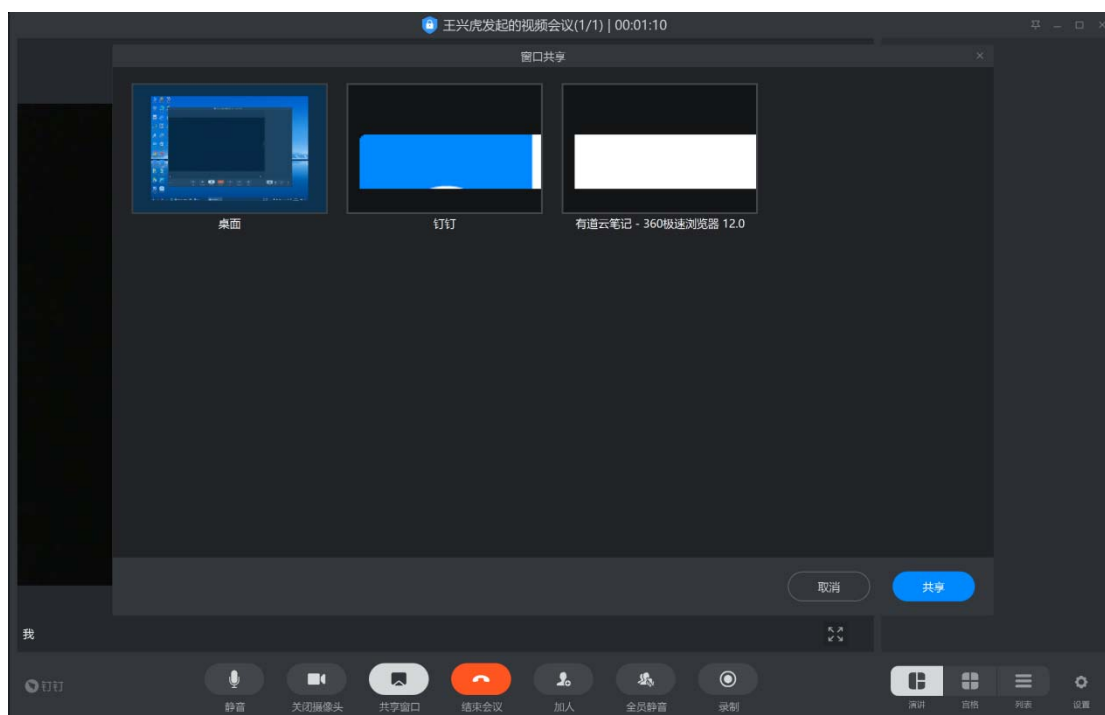 王兴虎发起的视频会议(1/1) | 00:01:10
窗口共享
桌面
钉钉
有道云笔记 - 360极速浏览器 12.0
取消
共享
我
钉钉
静音
关闭摄像头
共享窗口
结束会议
加人
全员静音
录制
演讲
宫格
列表
设置